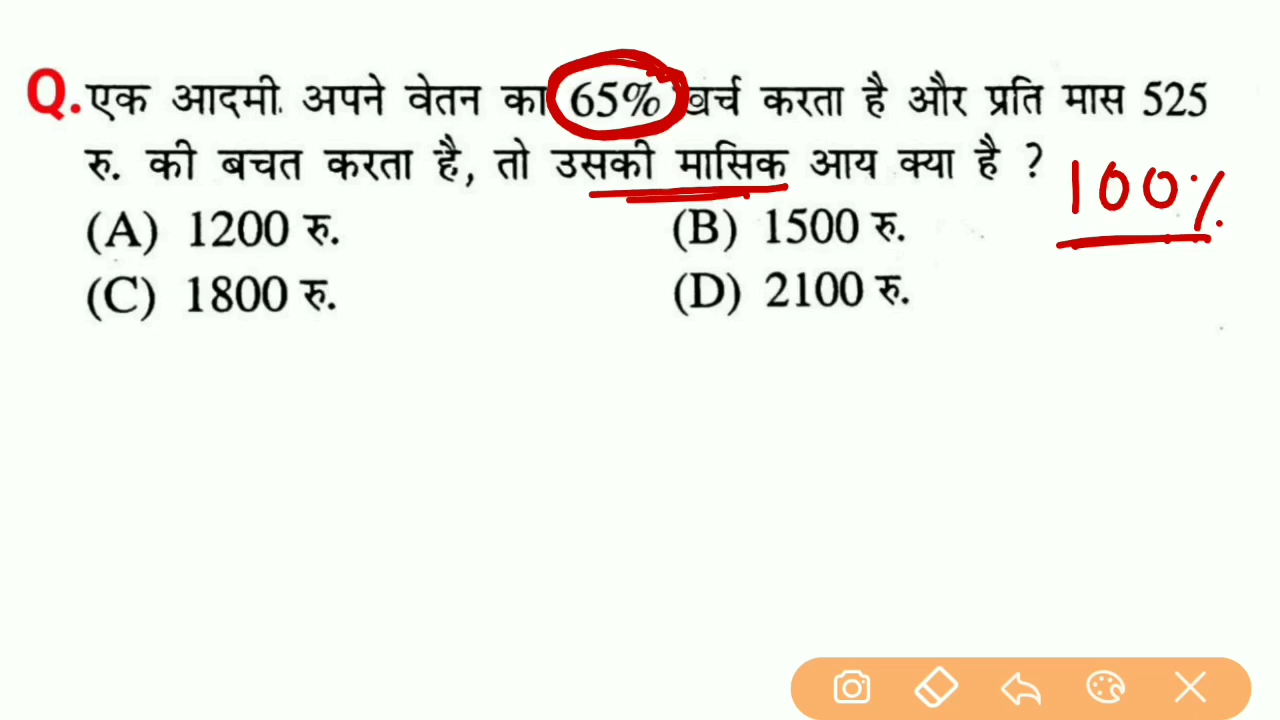 Q. एक आदमी अपने वेतन का 65% खर्च करता है और प्रति मास 525
रु. की बचत करता है, तो उसकी मासिक आय क्या है ?
100%
(A) 1200 रु. (B) 1500 रु.
(C) 1800 रु. (D) 2100 रु.